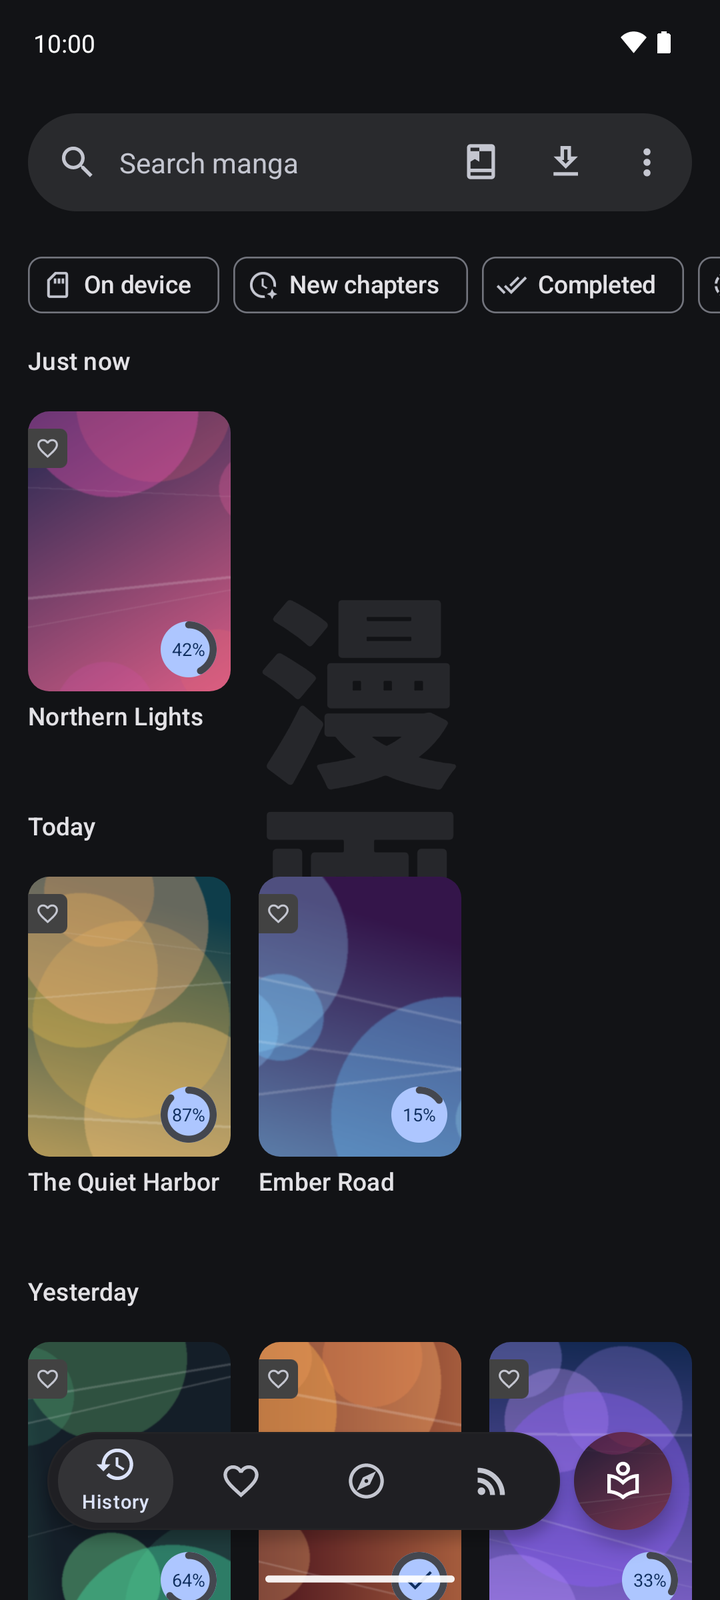 10:00
Search manga
On device
New chapters
Completed
Just now
42%
Northern Lights
漫
Today
87%
15%
The Quiet Harbor
Ember Road
Yesterday
History
64%
33%